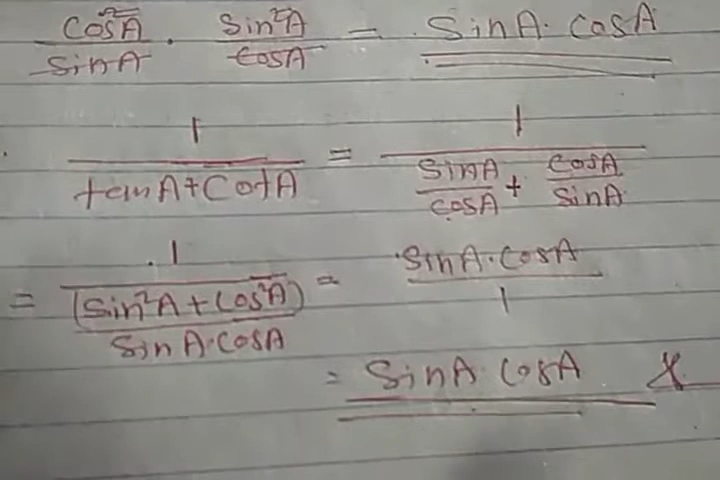 cos²A/sinA · sin²A/cosA = sinA·cosA
1/(tanA+cotA) = 1/(sinA/cosA + cosA/sinA)
= 1/((sin²A+cos²A)/(sinA·cosA)) = sinA·cosA/1
= sinA cosA